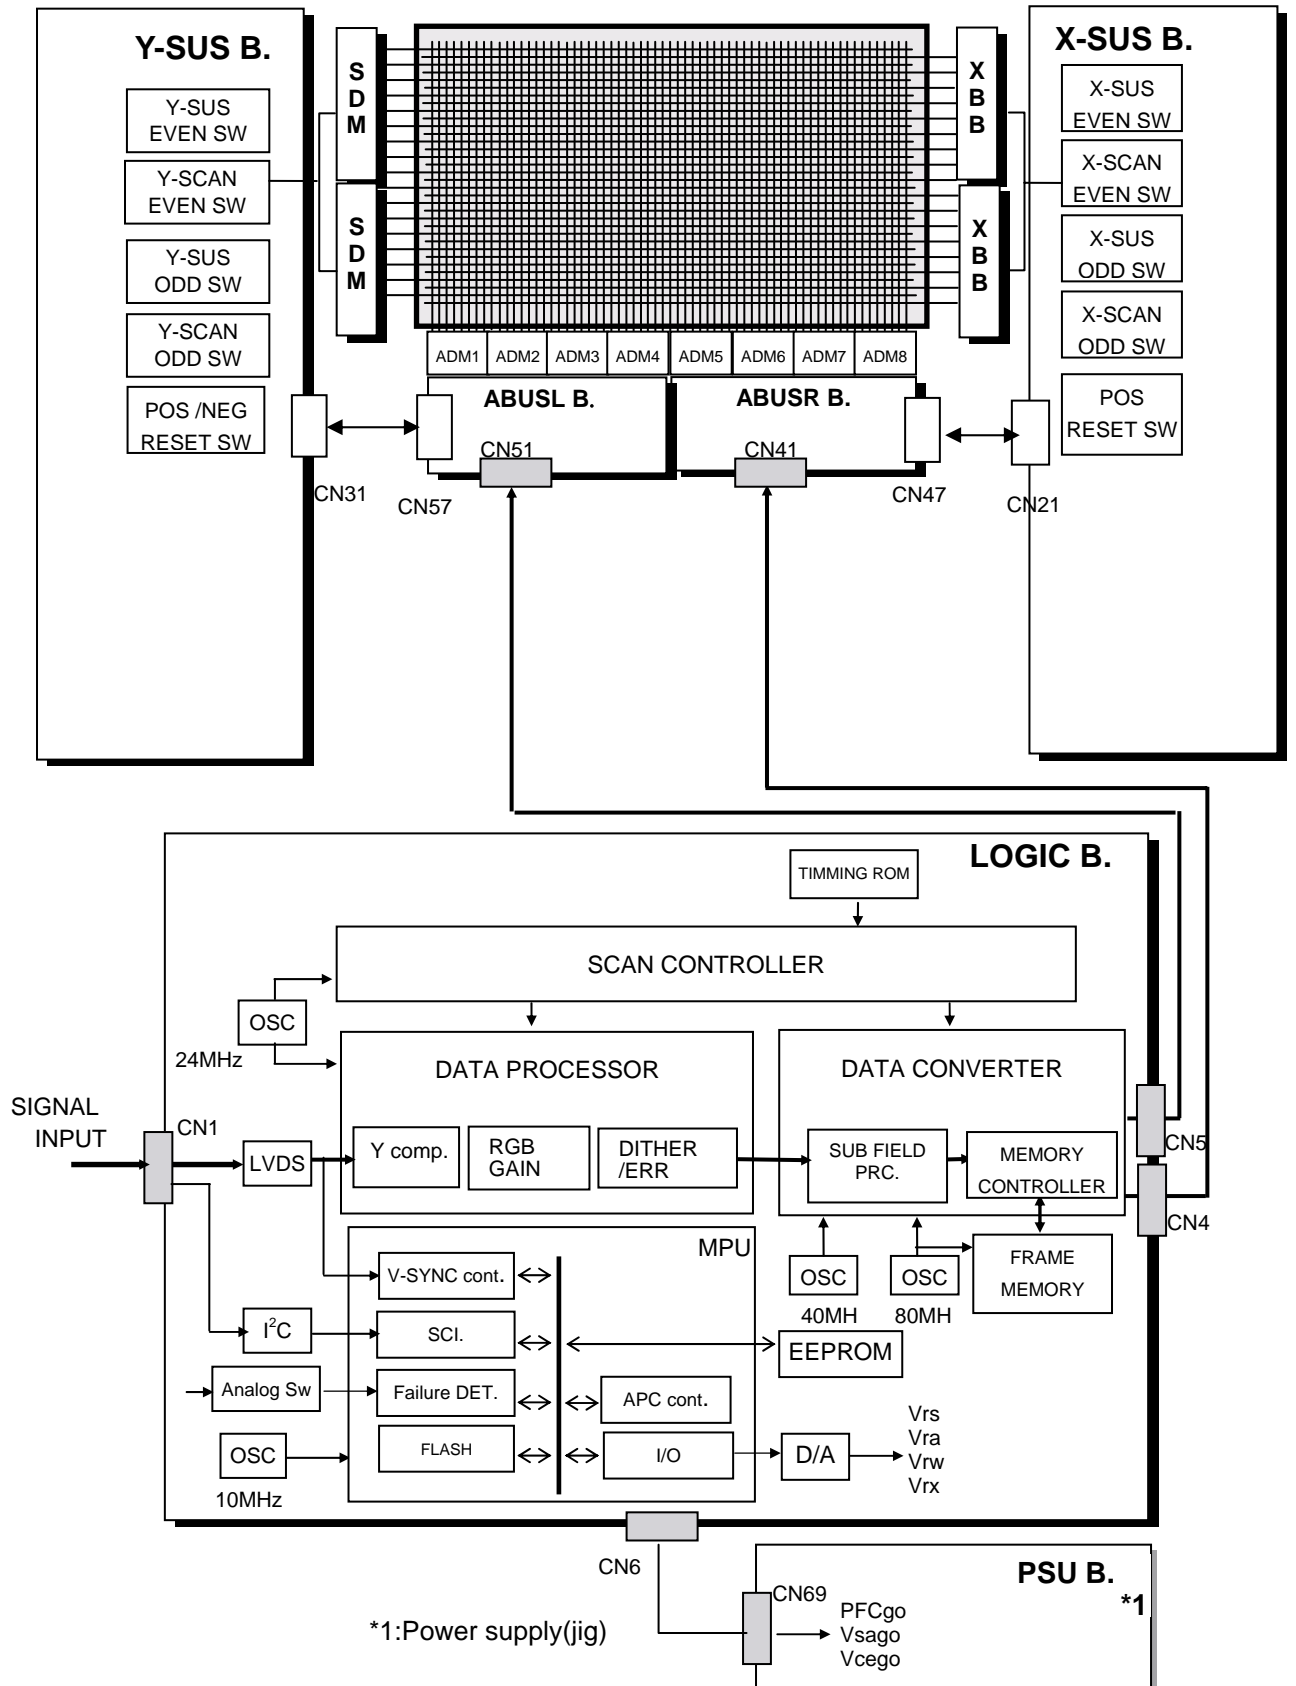 Y-SUS B.
X-SUS B.
Y-SUS
EVEN SW
Y-SCAN
EVEN SW
Y-SUS
ODD SW
Y-SCAN
ODD SW
POS /NEG
RESET SW
S
D
M
S
D
M
X
B
B
X
B
B
X-SUS
EVEN SW
X-SCAN
EVEN SW
X-SUS
ODD SW
X-SCAN
ODD SW
POS
RESET SW
ADM1
ADM2
ADM3
ADM4
ADM5
ADM6
ADM7
ADM8
ABUSL B.
ABUSR B.
CN51
CN41
CN31
CN57
CN47
CN21
LOGIC B.
TIMMING ROM
SCAN CONTROLLER
OSC
24MHz
DATA PROCESSOR
DATA CONVERTER
SIGNAL
INPUT
CN1
LVDS
Y comp.
RGB
GAIN
DITHER
/ERR
SUB FIELD
PRC.
MEMORY
CONTROLLER
CN5
CN4
MPU
V-SYNC cont.
OSC
40MH
OSC
80MH
FRAME
MEMORY
I²C
SCI.
EEPROM
Analog Sw
Failure DET.
APC cont.
OSC
10MHz
FLASH
I/O
D/A
Vrs
Vra
Vrw
Vrx
CN6
PSU B.
*1
CN69
PFCgo
Vsago
Vcego
*1:Power supply(jig)